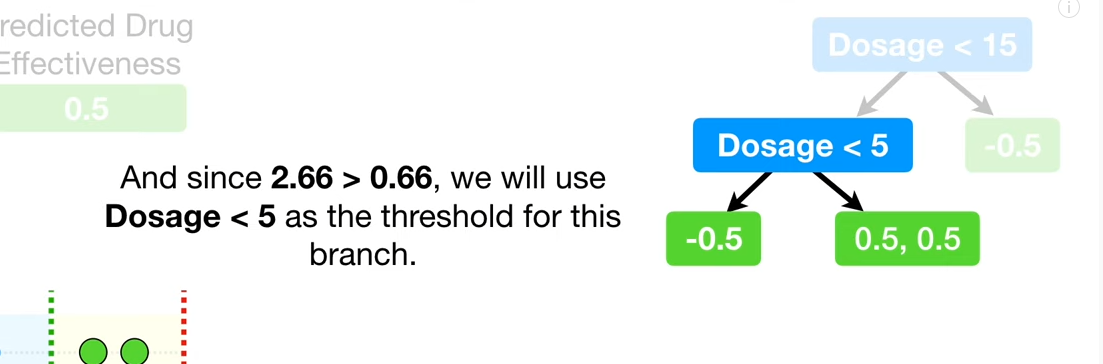 redicted Drug
Effectiveness
0.5
Dosage < 15
Dosage < 5
-0.5
And since 2.66 > 0.66, we will use
Dosage < 5 as the threshold for this
branch.
-0.5
0.5, 0.5